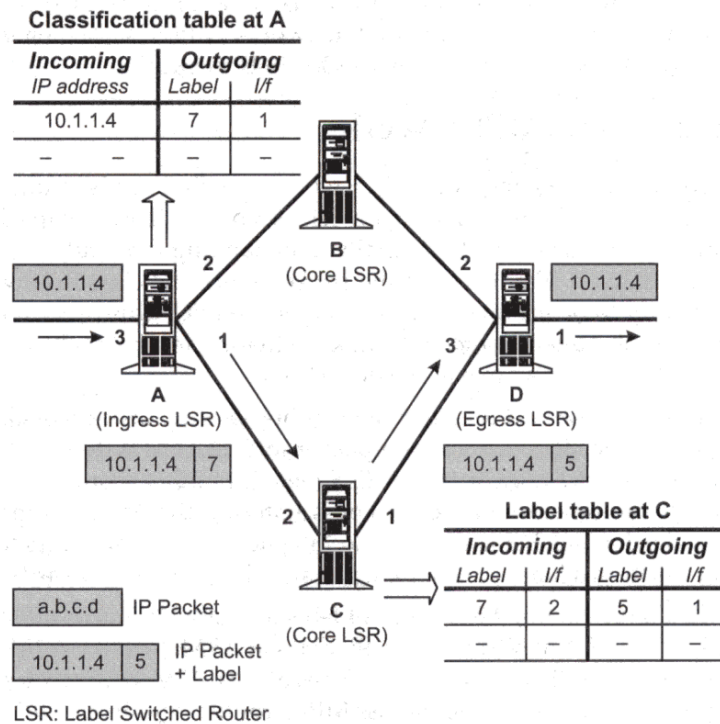 Classification table at A
Incoming Outgoing
IP address Label I/f
10.1.1.4 7 1
– – – –
B
(Core LSR)
2
2
10.1.1.4
10.1.1.4
3
1
3
1
A
(Ingress LSR)
D
(Egress LSR)
10.1.1.4 7
10.1.1.4 5
2
1
Label table at C
Incoming Outgoing
Label I/f Label I/f
7 2 5 1
– – – –
C
(Core LSR)
a.b.c.d IP Packet
10.1.1.4 5 IP Packet
+ Label
LSR: Label Switched Router